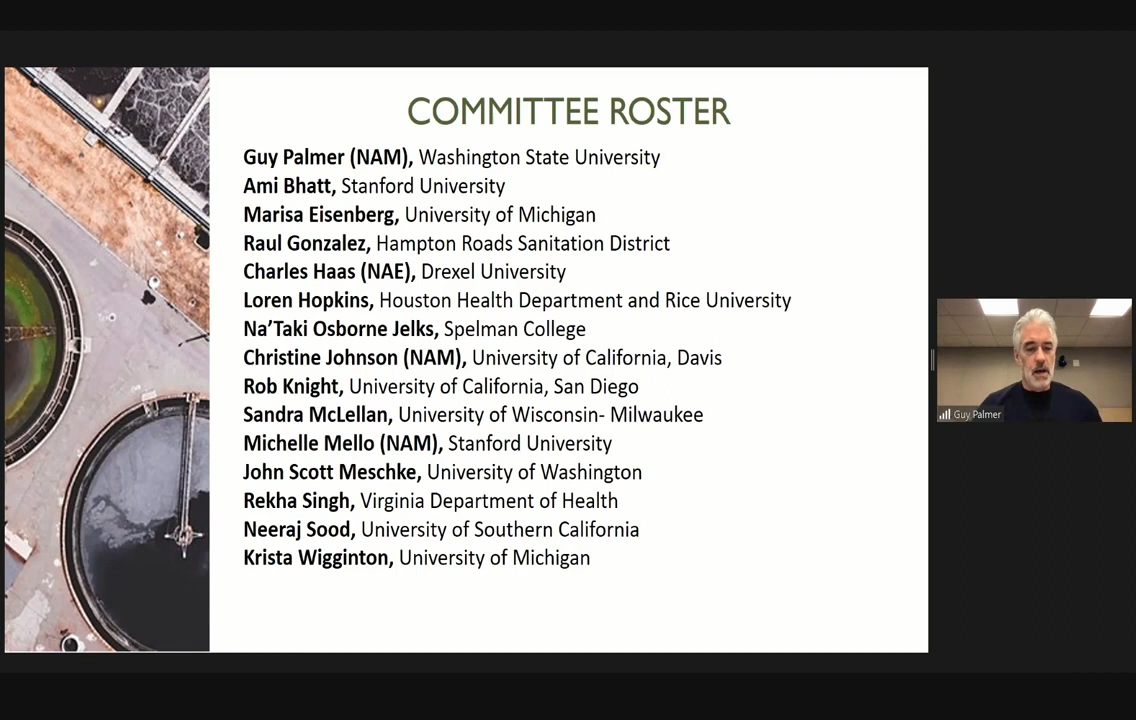 COMMITTEE ROSTER
Guy Palmer (NAM), Washington State University
Ami Bhatt, Stanford University
Marisa Eisenberg, University of Michigan
Raul Gonzalez, Hampton Roads Sanitation District
Charles Haas (NAE), Drexel University
Loren Hopkins, Houston Health Department and Rice University
Na’Taki Osborne Jelks, Spelman College
Christine Johnson (NAM), University of California, Davis
Rob Knight, University of California, San Diego
Sandra McLellan, University of Wisconsin- Milwaukee
Michelle Mello (NAM), Stanford University
John Scott Meschke, University of Washington
Rekha Singh, Virginia Department of Health
Neeraj Sood, University of Southern California
Krista Wigginton, University of Michigan
Guy Palmer